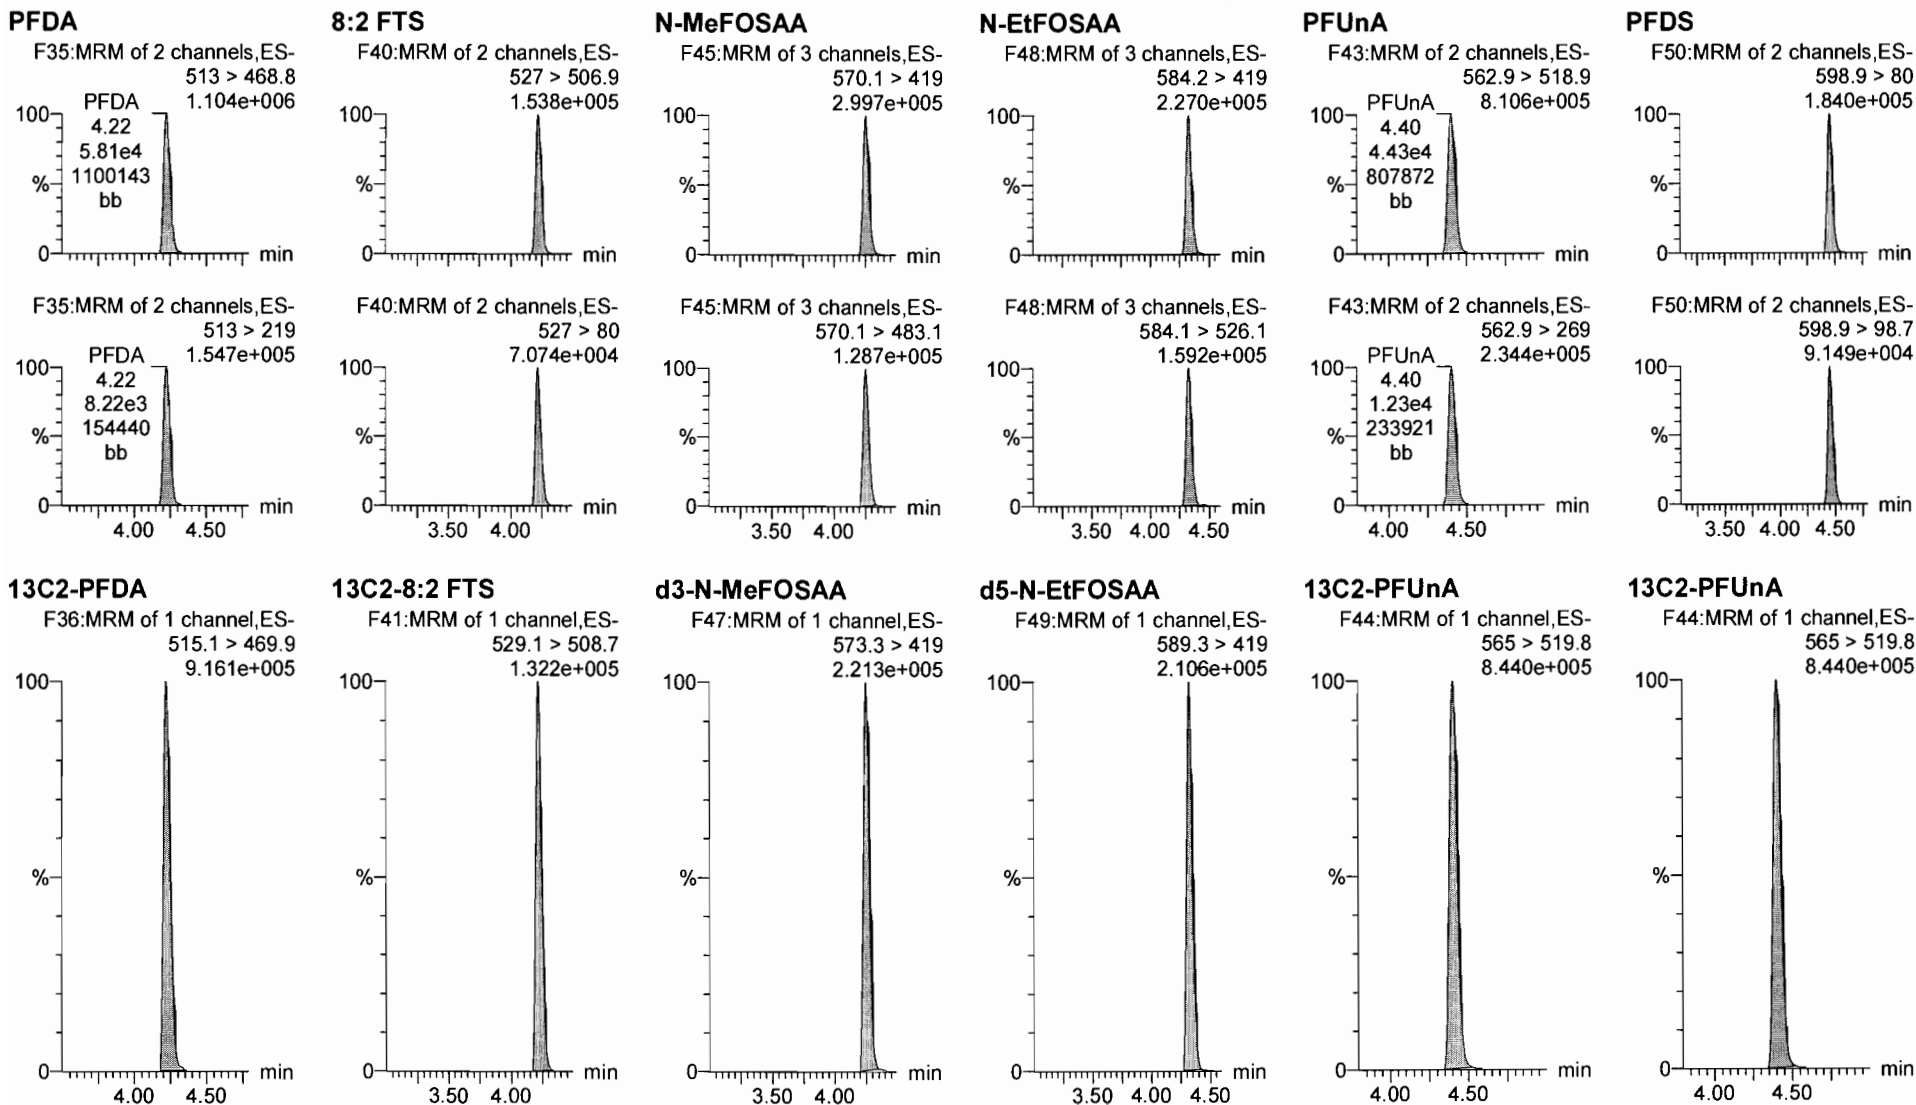 PFDA
F35:MRM of 2 channels,ES-
513 > 468.8
1.104e+006
100
PFDA
4.22
5.81e4
1100143
bb
%
0
min
8:2 FTS
F40:MRM of 2 channels,ES-
527 > 506.9
1.538e+005
100
%
0
min
N-MeFOSAA
F45:MRM of 3 channels,ES-
570.1 > 419
2.997e+005
100
%
0
min
N-EtFOSAA
F48:MRM of 3 channels,ES-
584.2 > 419
2.270e+005
100
%
0
min
PFUnA
F43:MRM of 2 channels,ES-
562.9 > 518.9
8.106e+005
100
PFUnA
4.40
4.43e4
807872
bb
%
0
min
PFDS
F50:MRM of 2 channels,ES-
598.9 > 80
1.840e+005
100
%
0
min
F35:MRM of 2 channels,ES-
513 > 219
1.547e+005
100
PFDA
4.22
8.22e3
154440
bb
%
0
min
4.00 4.50
F40:MRM of 2 channels,ES-
527 > 80
7.074e+004
100
%
0
min
3.50 4.00
F45:MRM of 3 channels,ES-
570.1 > 483.1
1.287e+005
100
%
0
min
3.50 4.00
F48:MRM of 3 channels,ES-
584.1 > 526.1
1.592e+005
100
%
0
min
3.50 4.00 4.50
F43:MRM of 2 channels,ES-
562.9 > 269
2.344e+005
100
PFUnA
4.40
1.23e4
233921
bb
%
0
min
4.00 4.50
F50:MRM of 2 channels,ES-
598.9 > 98.7
9.149e+004
100
%
0
min
3.50 4.00 4.50
13C2-PFDA
F36:MRM of 1 channel,ES-
515.1 > 469.9
9.161e+005
100
%
0
min
4.00 4.50
13C2-8:2 FTS
F41:MRM of 1 channel,ES-
529.1 > 508.7
1.322e+005
100
%
0
min
3.50 4.00
d3-N-MeFOSAA
F47:MRM of 1 channel,ES-
573.3 > 419
2.213e+005
100
%
0
min
3.50 4.00
d5-N-EtFOSAA
F49:MRM of 1 channel,ES-
589.3 > 419
2.106e+005
100
%
0
min
3.50 4.00 4.50
13C2-PFUnA
F44:MRM of 1 channel,ES-
565 > 519.8
8.440e+005
100
%
0
min
4.00 4.50
13C2-PFUnA
F44:MRM of 1 channel,ES-
565 > 519.8
8.440e+005
100
%
0
min
4.00 4.50